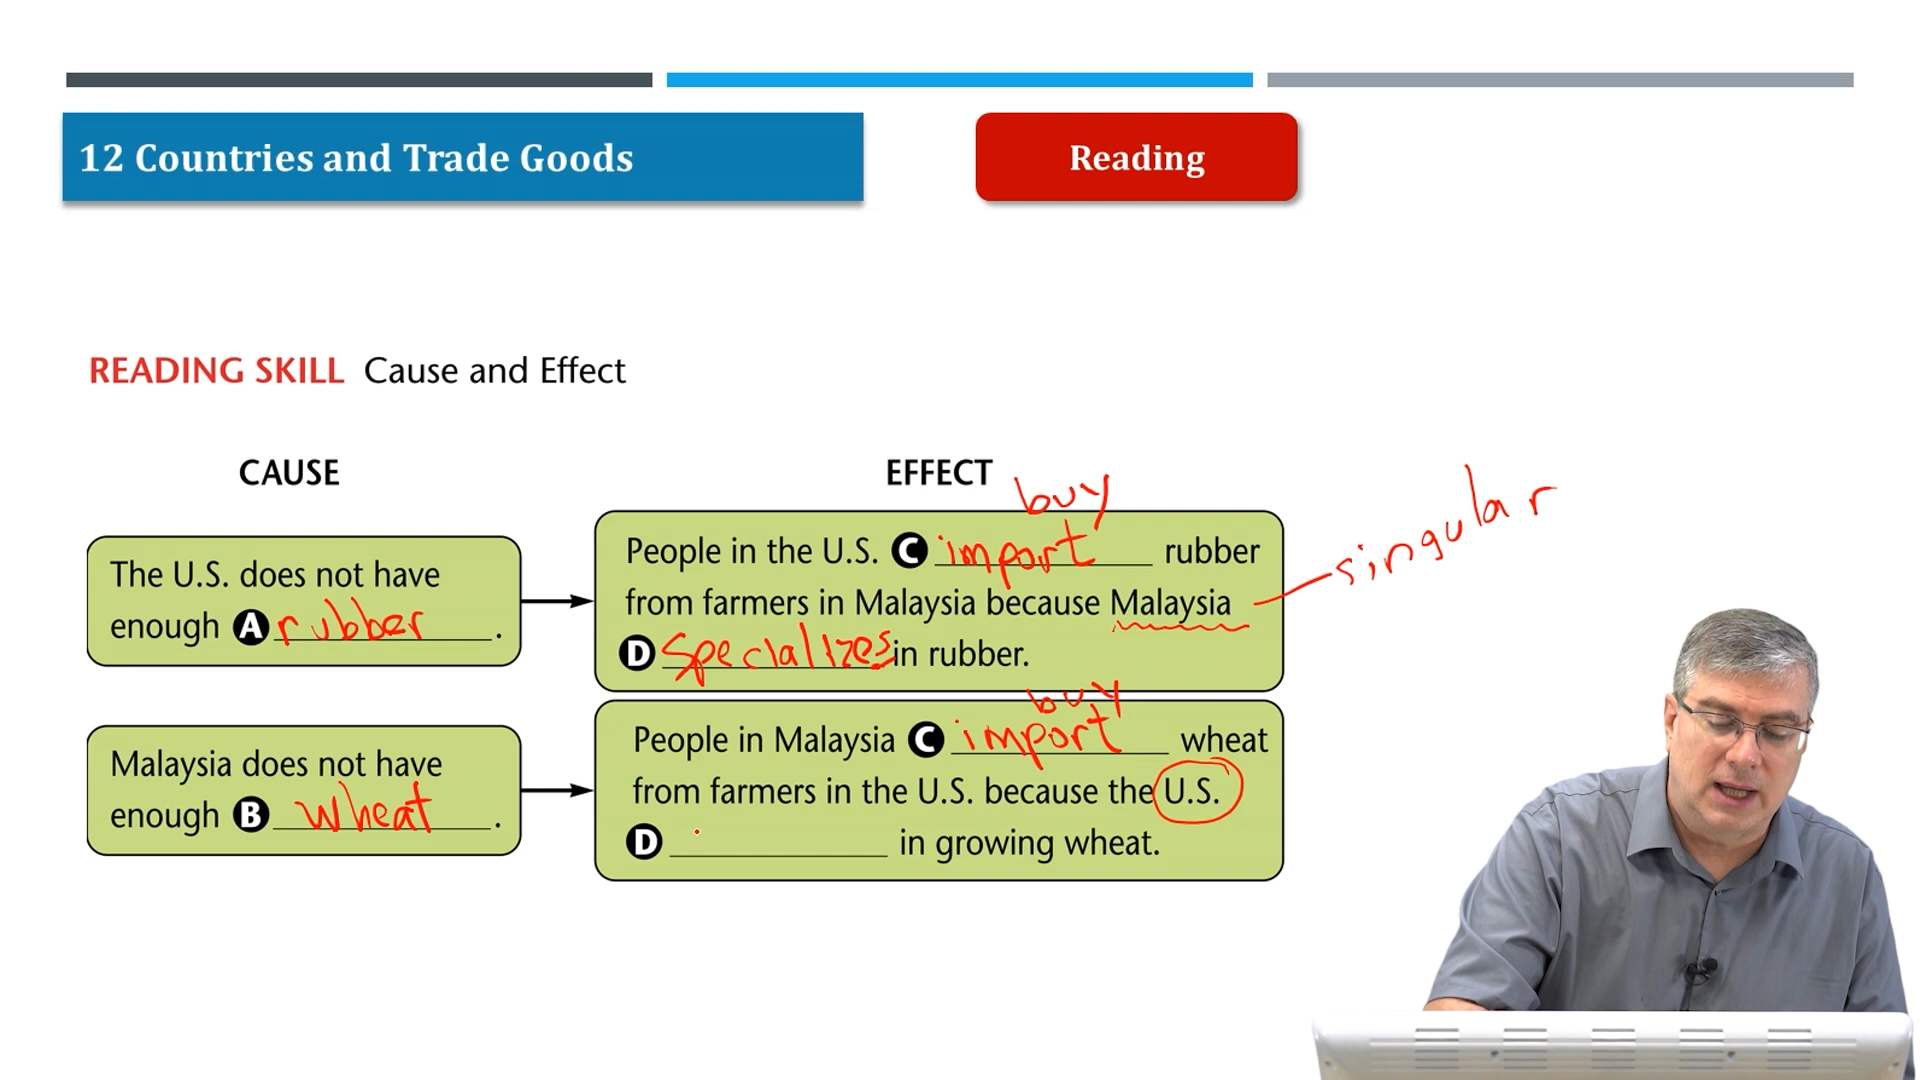 12 Countries and Trade Goods
Reading
READING SKILL Cause and Effect
CAUSE
EFFECT
The U.S. does not have
enough A rubber.
buy
People in the U.S. C import rubber
from farmers in Malaysia because Malaysia
singular
D Specializes in rubber.
Malaysia does not have
enough B wheat.
buy
People in Malaysia C import wheat
from farmers in the U.S. because the U.S.
D ____________ in growing wheat.